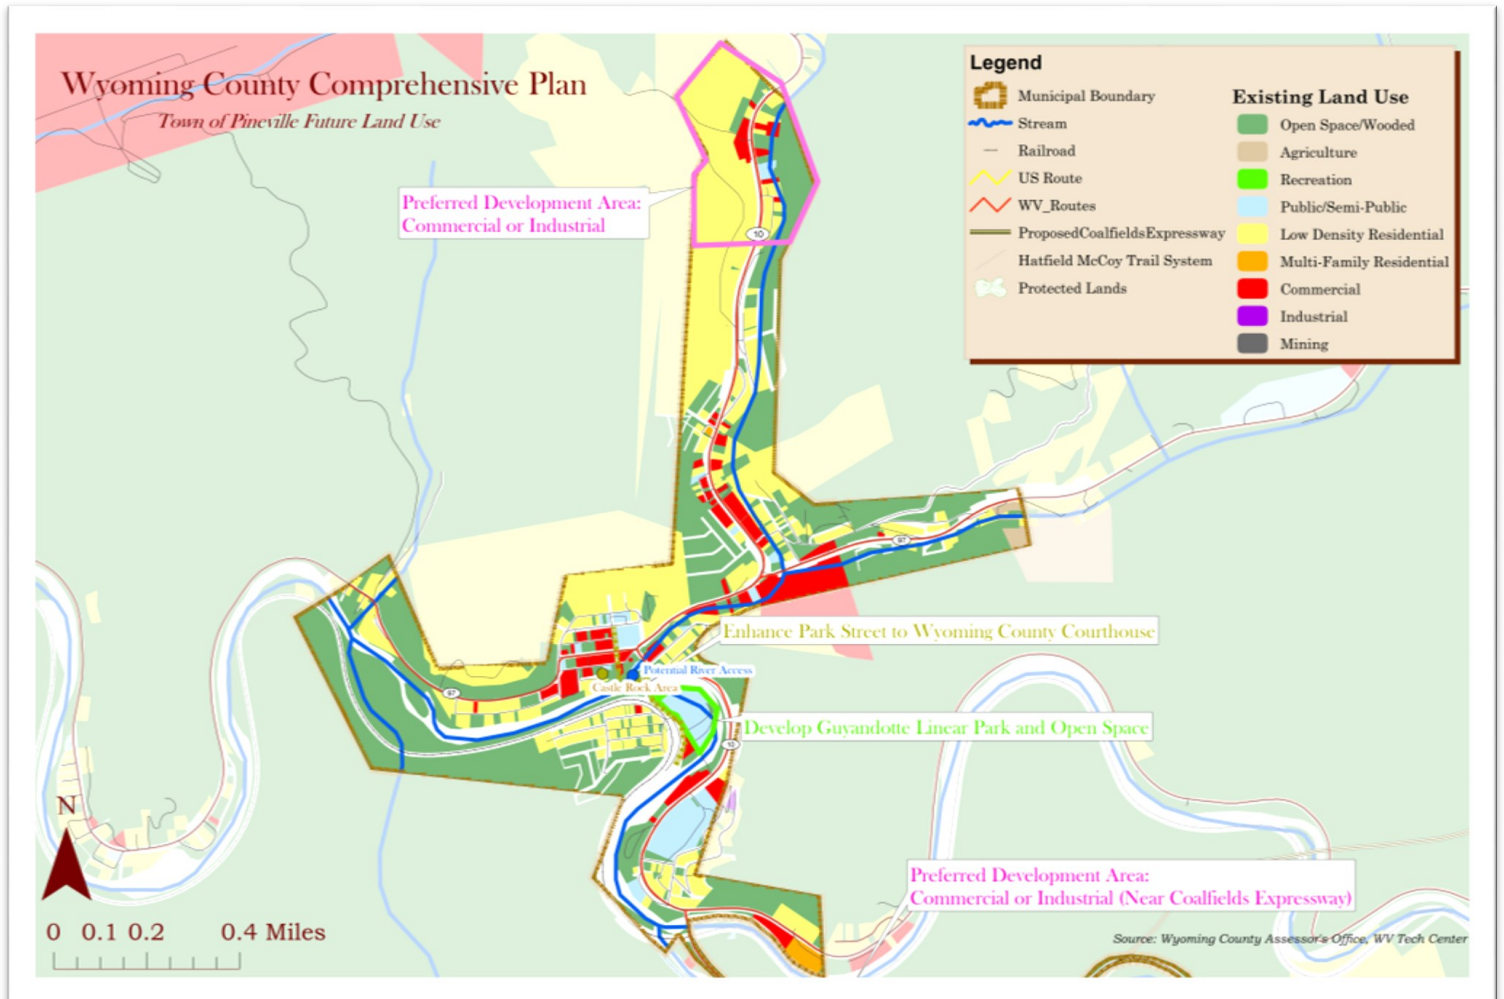 Wyoming County Comprehensive Plan
Town of Pineville Future Land Use
Legend
Municipal Boundary
Stream
Railroad
US Route
WV_Routes
ProposedCoalfieldsExpressway
Hatfield McCoy Trail System
Protected Lands
Existing Land Use
Open Space/Wooded
Agriculture
Recreation
Public/Semi-Public
Low Density Residential
Multi-Family Residential
Commercial
Industrial
Mining
Preferred Development Area:
Commercial or Industrial
10
97
Enhance Park Street to Wyoming County Courthouse
Potential River Access
Castle Rock Area
97
Develop Guyandotte Linear Park and Open Space
10
N
Preferred Development Area:
Commercial or Industrial (Near Coalfields Expressway)
0 0.1 0.2 0.4 Miles
Source: Wyoming County Assessor's Office, WV Tech Center